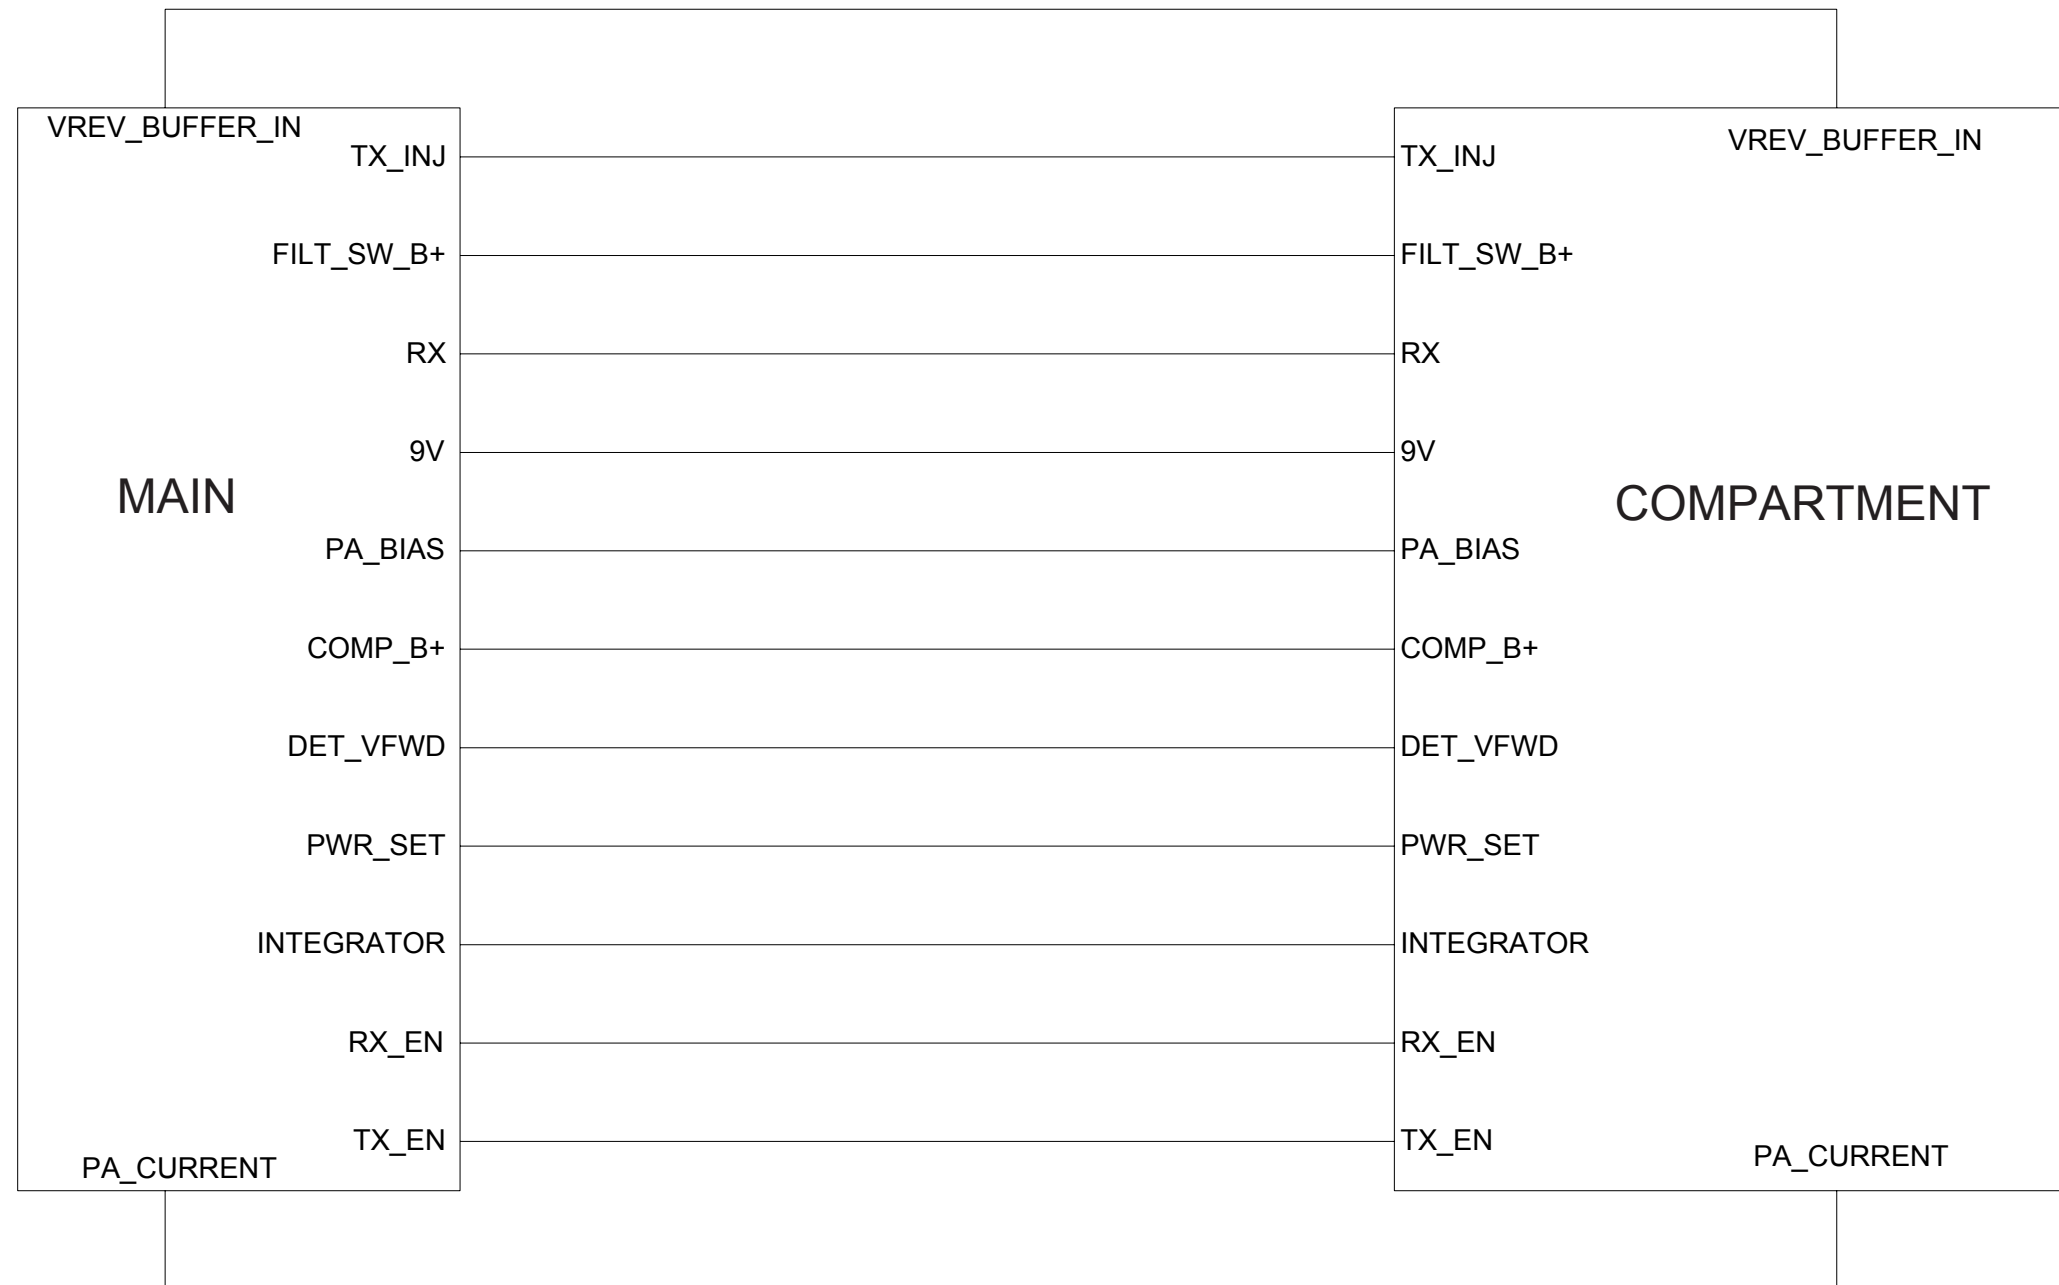 VREV_BUFFER_IN
TX_INJ
FILT_SW_B+
RX
9V
MAIN
PA_BIAS
COMP_B+
DET_VFWD
PWR_SET
INTEGRATOR
RX_EN
TX_EN
PA_CURRENT
VREV_BUFFER_IN
TX_INJ
FILT_SW_B+
RX
9V
COMPARTMENT
PA_BIAS
COMP_B+
DET_VFWD
PWR_SET
INTEGRATOR
RX_EN
TX_EN
PA_CURRENT